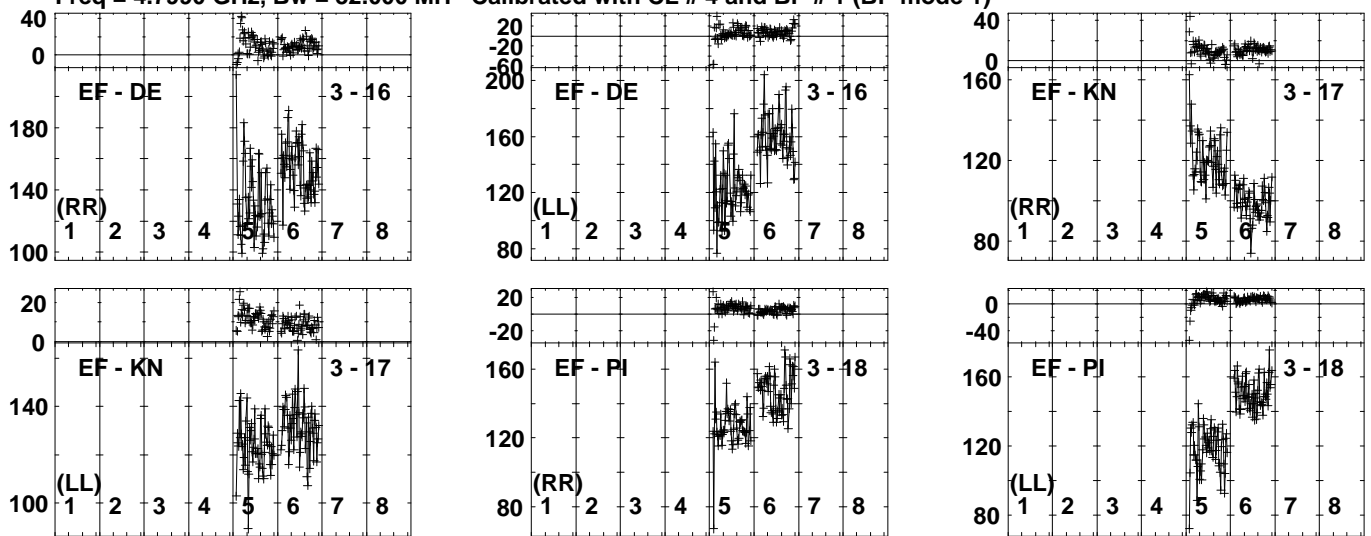 Freq = GHz, Bw = Calibrated with CL # 4 and BP # 1 (BP mode 1)
40
0
EF - DE 3 - 16
180
140
(RR)
1 2 3 4 5 6 7 8
100
20
-20
-60
200
EF - DE 3 - 16
160
120
(LL)
1 2 3 4 5 6 7 8
80
40
0
160
EF - KN 3 - 17
120
(RR)
1 2 3 4 5 6 7 8
80
20
0
EF - KN 3 - 17
140
(LL)
100
1 2 3 4 5 6 7 8
20
-20
EF - PI 3 - 18
160
120
(RR)
1 2 3 4 5 6 7 8
80
0
-40
EF - PI 3 - 18
160
120
(LL)
1 2 3 4 5 6 7 8
80